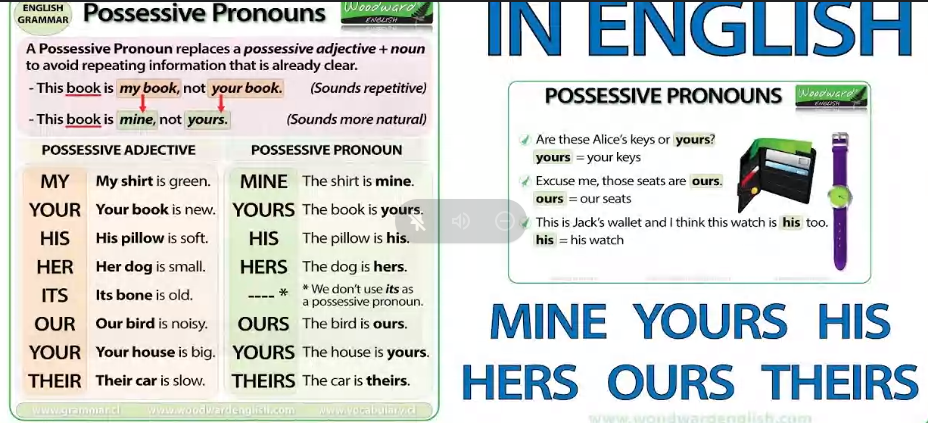 ENGLISH
GRAMMAR
Possessive Pronouns
Woodward
ENGLISH
A Possessive Pronoun replaces a possessive adjective + noun
to avoid repeating information that is already clear.
- This book is my book, not your book. (Sounds repetitive)
- This book is mine, not yours. (Sounds more natural)
POSSESSIVE ADJECTIVE POSSESSIVE PRONOUN
MY My shirt is green. MINE The shirt is mine.
YOUR Your book is new. YOURS The book is yours.
HIS His pillow is soft. HIS The pillow is his.
HER Her dog is small. HERS The dog is hers.
ITS Its bone is old. ---- * * We don't use its as
a possessive pronoun.
OUR Our bird is noisy. OURS The bird is ours.
YOUR Your house is big. YOURS The house is yours.
THEIR Their car is slow. THEIRS The car is theirs.
www.grammar.cl www.woodwardenglish.com www.vocabulary.cl
IN ENGLISH
POSSESSIVE PRONOUNS
Woodward
ENGLISH
Are these Alice's keys or yours?
yours = your keys
Excuse me, those seats are ours.
ours = our seats
This is Jack's wallet and I think this watch is his too.
his = his watch
MINE YOURS HIS
HERS OURS THEIRS
www.woodwardenglish.com